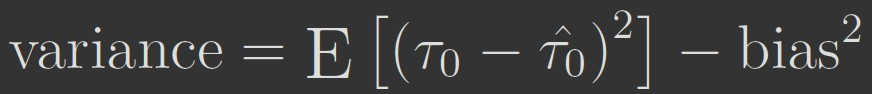 variance = E [(τ₀ − τ̂₀)²] − bias²